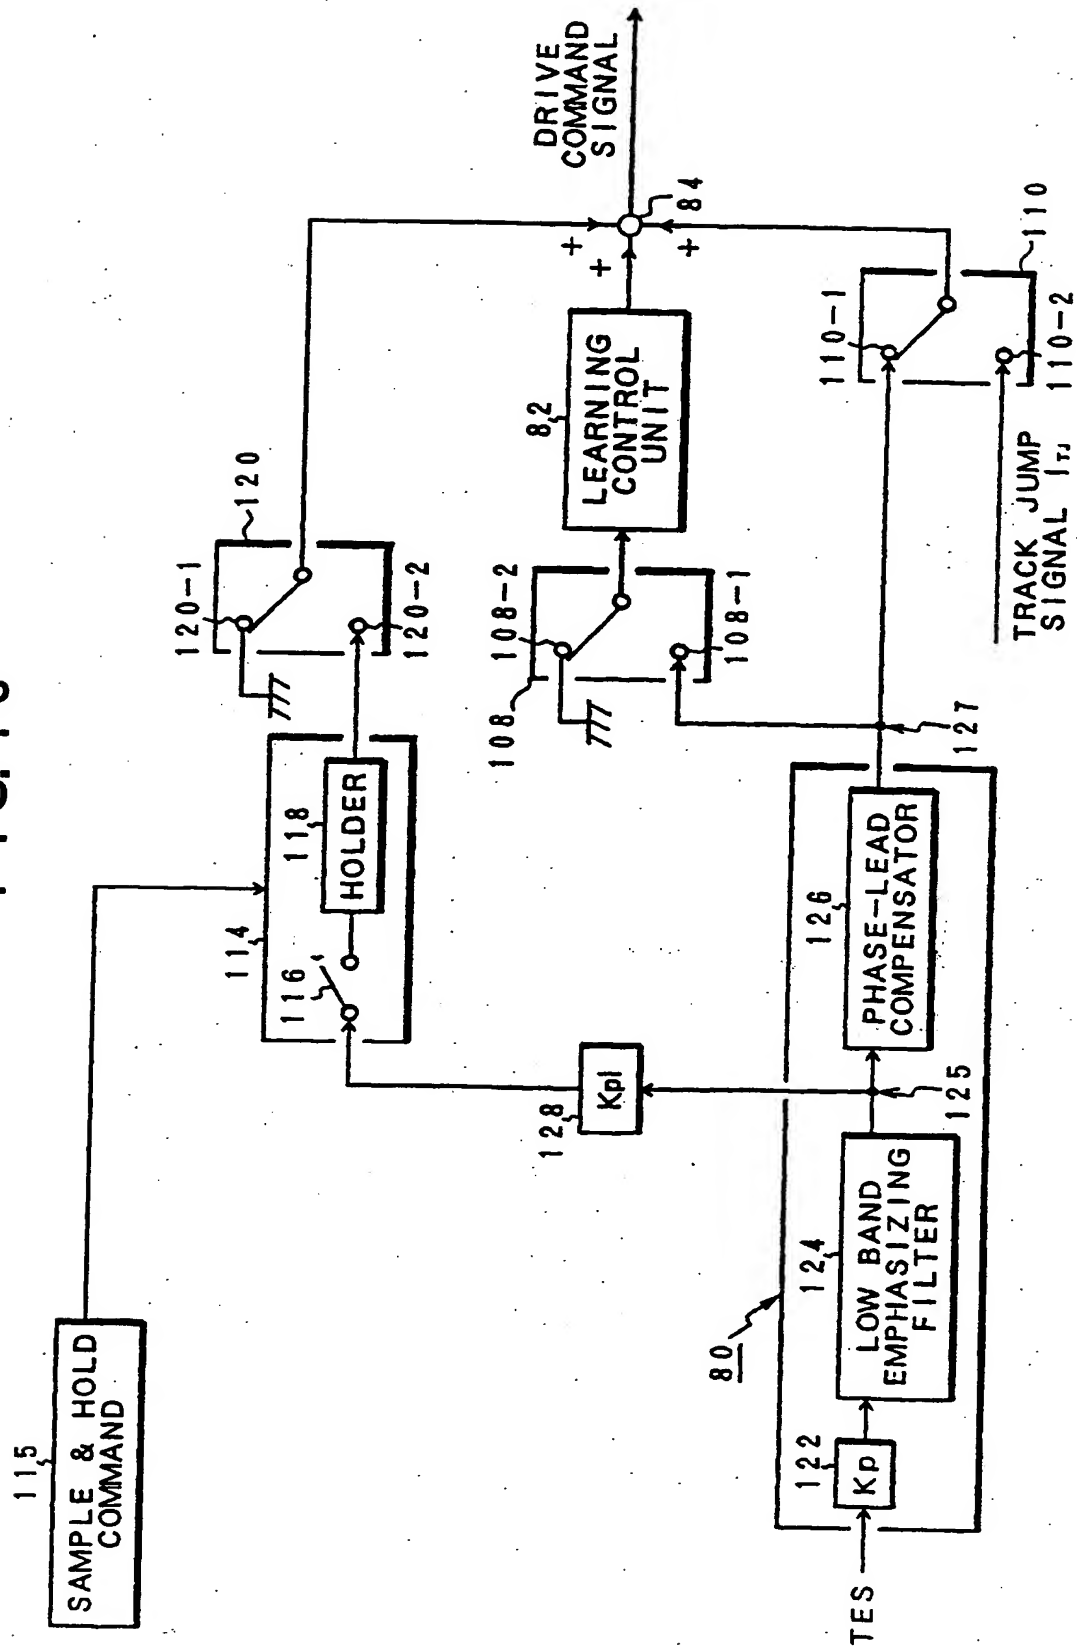 115
SAMPLE & HOLD
COMMAND
114
116
118
HOLDER
120
120-1
120-2
DRIVE
COMMAND
SIGNAL
84
+
+
+
82
LEARNING
CONTROL
UNIT
108
108-2
108-1
128
Kpl
80
TES
122
Kp
124
LOW BAND
EMPHASIZING
FILTER
125
126
PHASE-LEAD
COMPENSATOR
127
110
110-1
110-2
TRACK JUMP
SIGNAL ITJ